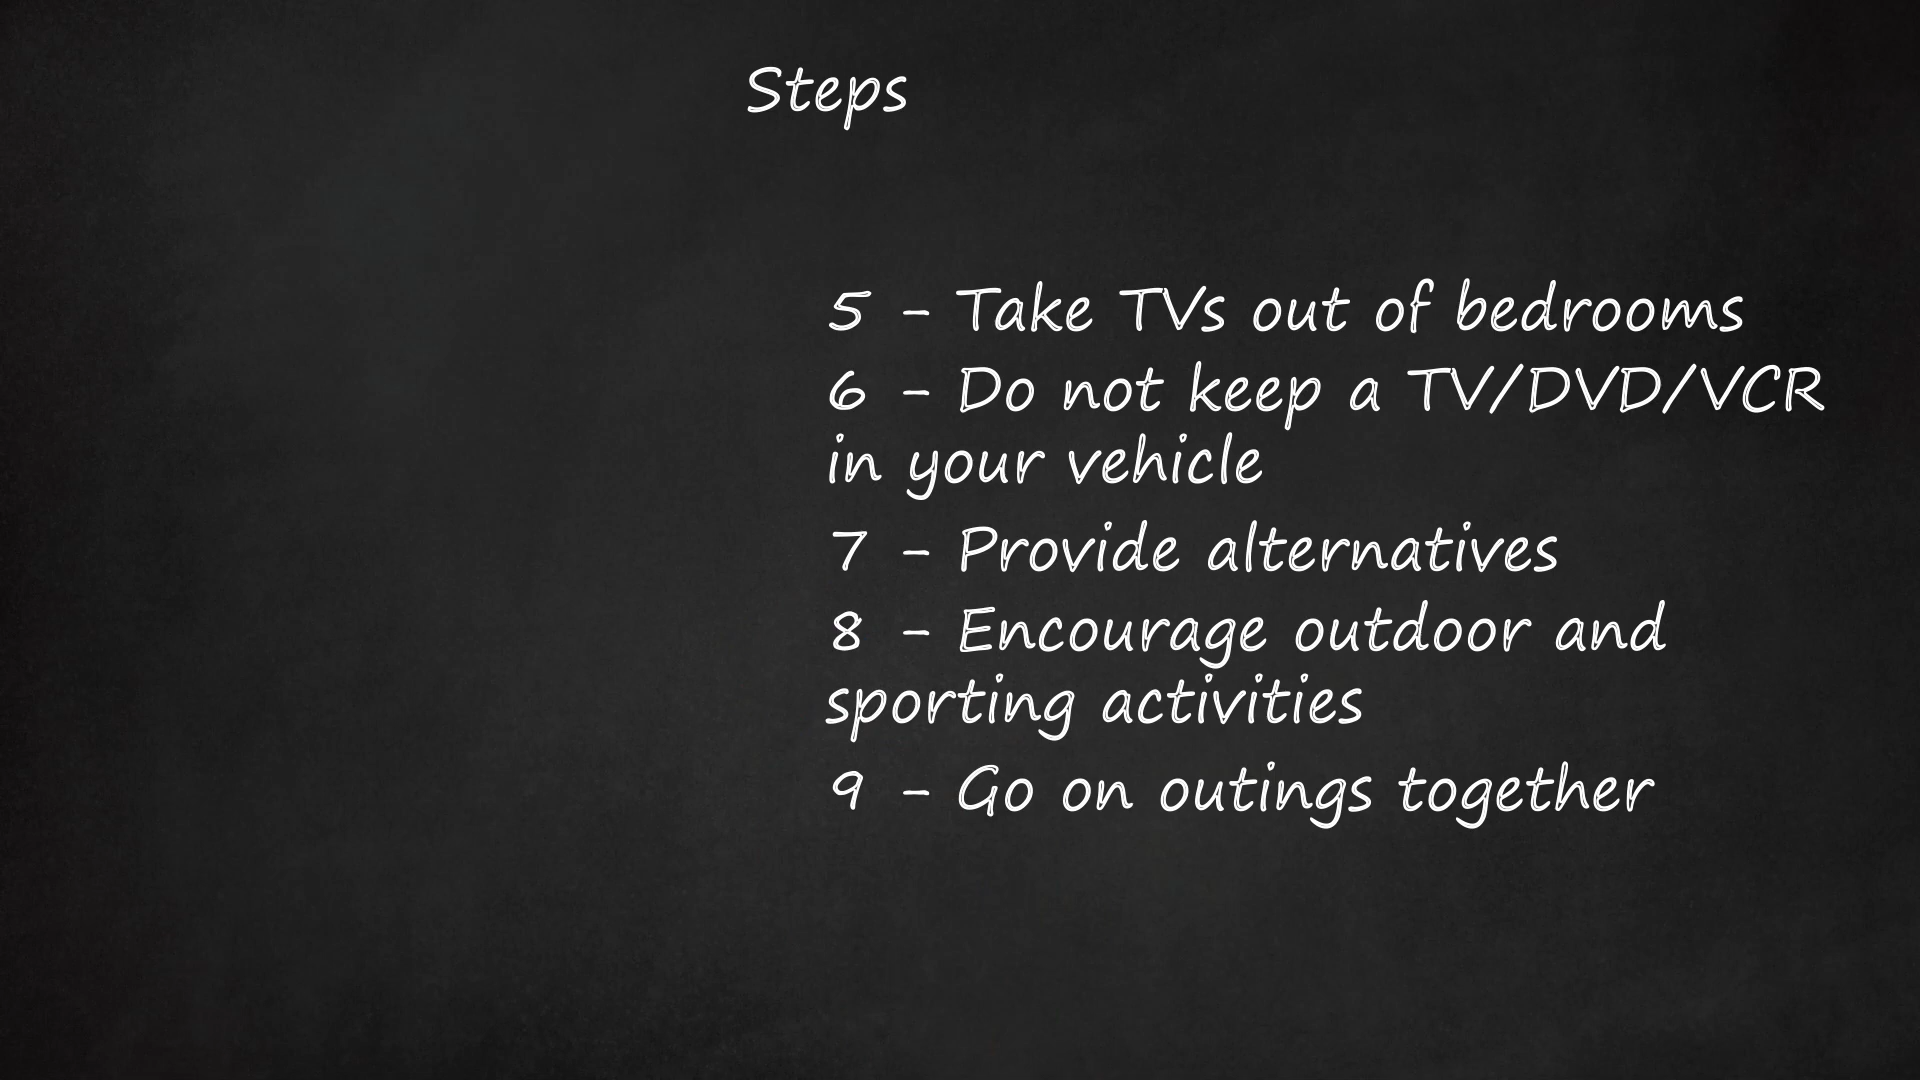 Steps
5 - Take TVs out of bedrooms
6 - Do not keep a TV/DVD/VCR
in your vehicle
7 - Provide alternatives
8 - Encourage outdoor and
sporting activities
9 - Go on outings together